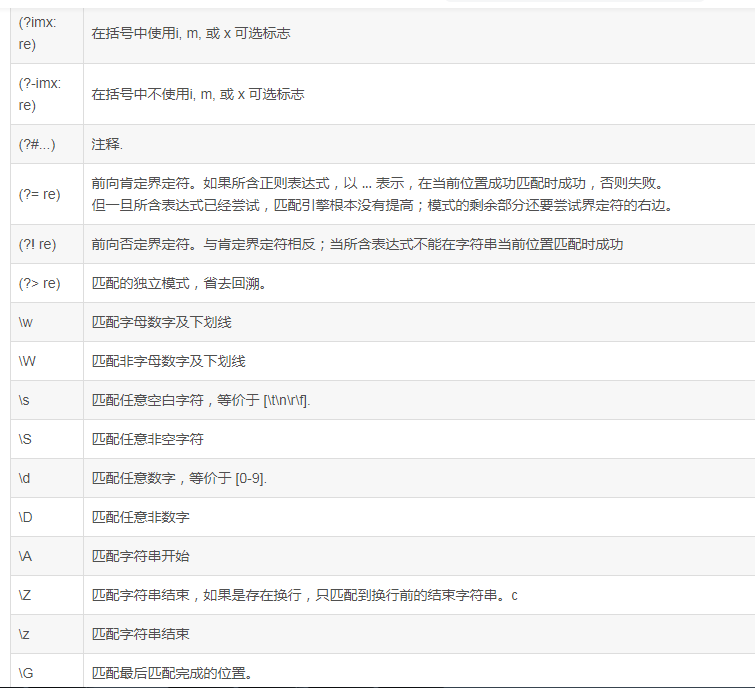 (?imx:
re)
在括号中使用i, m, 或 x 可选标志
(?-imx:
re)
在括号中不使用i, m, 或 x 可选标志
(?#...)
注释.
(?= re)
前向肯定界定符。如果所含正则表达式，以 ... 表示，在当前位置成功匹配时成功，否则失败。
但一旦所含表达式已经尝试，匹配引擎根本没有提高；模式的剩余部分还要尝试界定符的右边。
(?! re)
前向否定界定符。与肯定界定符相反；当所含表达式不能在字符串当前位置匹配时成功
(?> re)
匹配的独立模式，省去回溯。
\w
匹配字母数字及下划线
\W
匹配非字母数字及下划线
\s
匹配任意空白字符，等价于 [\t\n\r\f].
\S
匹配任意非空字符
\d
匹配任意数字，等价于 [0-9].
\D
匹配任意非数字
\A
匹配字符串开始
\Z
匹配字符串结束，如果是存在换行，只匹配到换行前的结束字符串。c
\z
匹配字符串结束
\G
匹配最后匹配完成的位置。